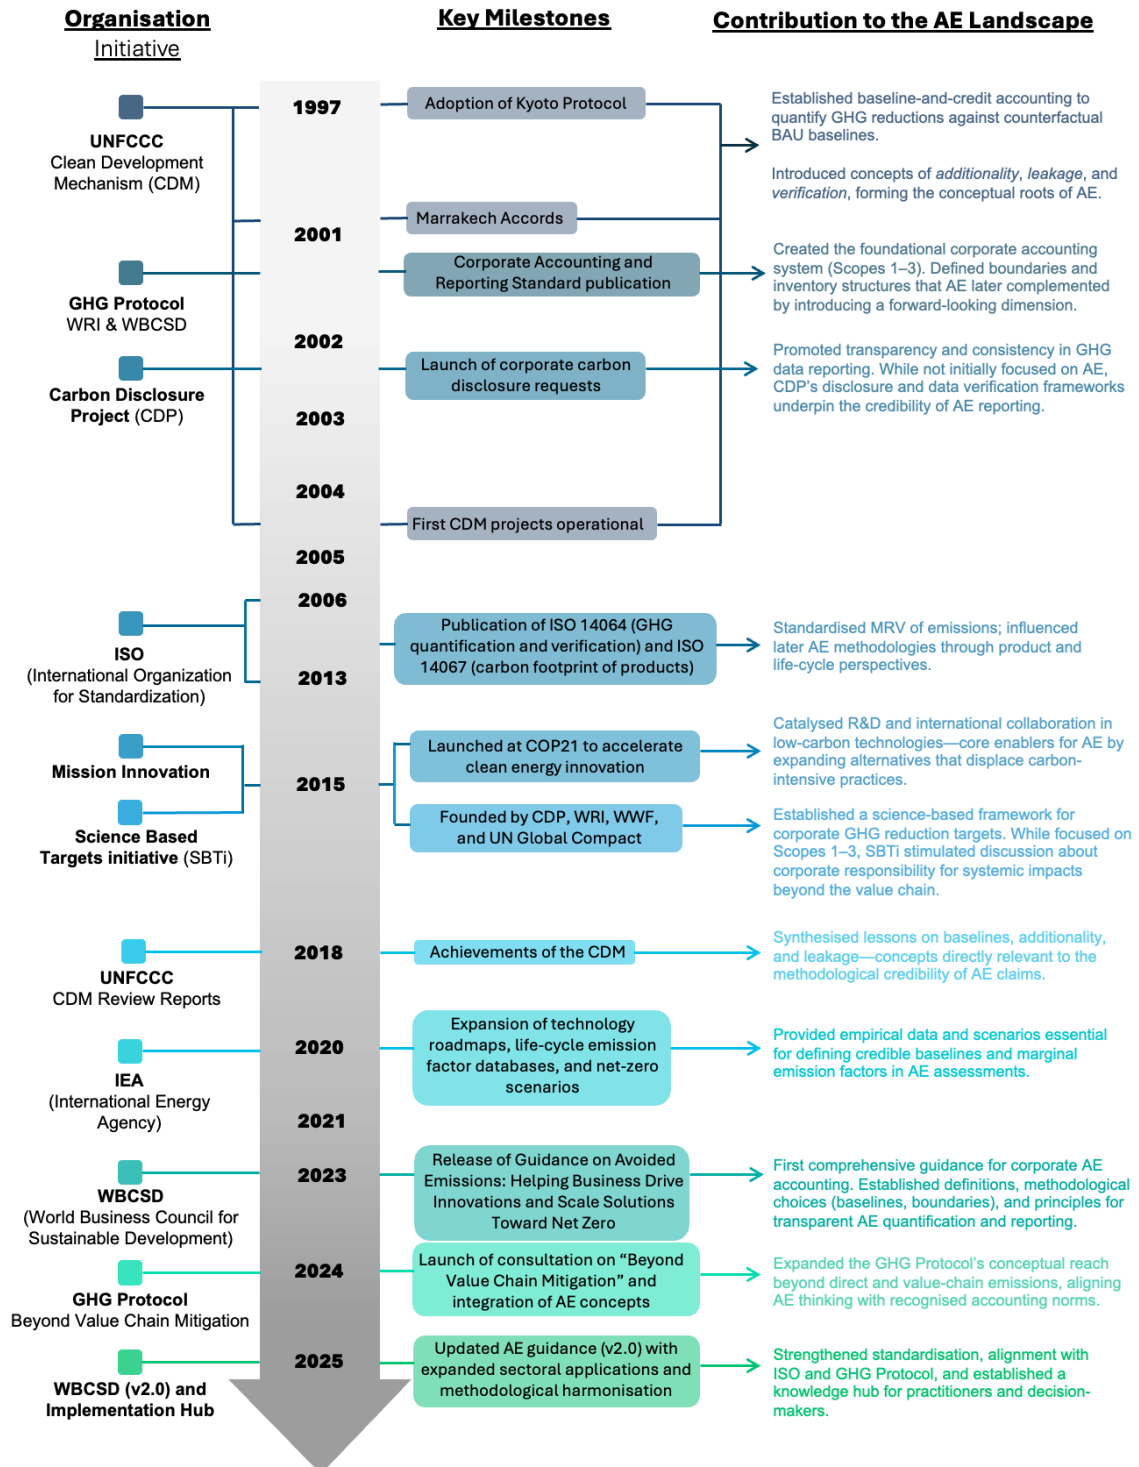 Organisation
Initiative
Key Milestones
Contribution to the AE Landscape
UNFCCC
Clean Development
Mechanism (CDM)
1997
Adoption of Kyoto Protocol
Established baseline-and-credit accounting to
quantify GHG reductions against counterfactual
BAU baselines.
Introduced concepts of additionality, leakage, and
verification, forming the conceptual roots of AE.
Marrakech Accords
2001
GHG Protocol
WRI & WBCSD
Corporate Accounting and
Reporting Standard publication
Created the foundational corporate accounting
system (Scopes 1–3). Defined boundaries and
inventory structures that AE later complemented
by introducing a forward-looking dimension.
2002
Carbon Disclosure
Project (CDP)
Launch of corporate carbon
disclosure requests
Promoted transparency and consistency in GHG
data reporting. While not initially focused on AE,
CDP's disclosure and data verification frameworks
underpin the credibility of AE reporting.
2003
2004
First CDM projects operational
2005
2006
ISO
(International Organization
for Standardization)
2013
Publication of ISO 14064 (GHG
quantification and verification) and ISO
14067 (carbon footprint of products)
Standardised MRV of emissions; influenced
later AE methodologies through product and
life-cycle perspectives.
Mission Innovation
Science Based
Targets initiative (SBTi)
2015
Launched at COP21 to accelerate
clean energy innovation
Catalysed R&D and international collaboration in
low-carbon technologies—core enablers for AE by
expanding alternatives that displace carbon-
intensive practices.
Founded by CDP, WRI, WWF,
and UN Global Compact
Established a science-based framework for
corporate GHG reduction targets. While focused on
Scopes 1–3, SBTi stimulated discussion about
corporate responsibility for systemic impacts
beyond the value chain.
UNFCCC
CDM Review Reports
2018
Achievements of the CDM
Synthesised lessons on baselines, additionality,
and leakage—concepts directly relevant to the
methodological credibility of AE claims.
IEA
(International Energy
Agency)
2020
Expansion of technology
roadmaps, life-cycle emission
factor databases, and net-zero
scenarios
Provided empirical data and scenarios essential
for defining credible baselines and marginal
emission factors in AE assessments.
2021
WBCSD
(World Business Council for
Sustainable Development)
2023
Release of Guidance on Avoided
Emissions: Helping Business Drive
Innovations and Scale Solutions
Toward Net Zero
First comprehensive guidance for corporate AE
accounting. Established definitions, methodological
choices (baselines, boundaries), and principles for
transparent AE quantification and reporting.
GHG Protocol
Beyond Value Chain Mitigation
2024
Launch of consultation on “Beyond
Value Chain Mitigation” and
integration of AE concepts
Expanded the GHG Protocol's conceptual reach
beyond direct and value-chain emissions, aligning
AE thinking with recognised accounting norms.
WBCSD (v2.0) and
Implementation Hub
2025
Updated AE guidance (v2.0) with
expanded sectoral applications and
methodological harmonisation
Strengthened standardisation, alignment with
ISO and GHG Protocol, and established a
knowledge hub for practitioners and decision-
makers.